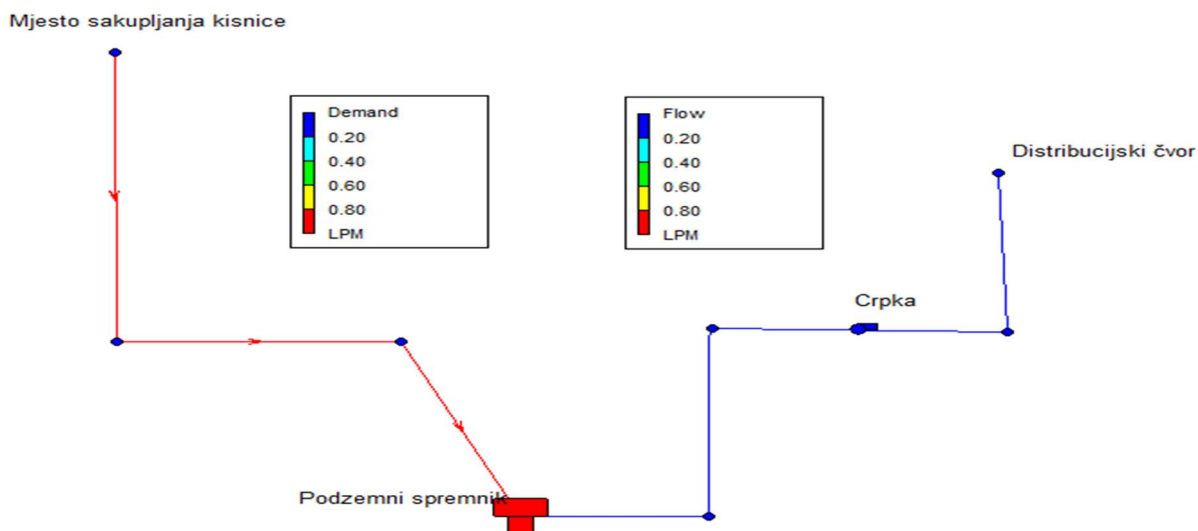 Mjesto sakupljanja kisnice
Demand
0.20
0.40
0.60
0.80
LPM
Flow
0.20
0.40
0.60
0.80
LPM
Distribucijski čvor
Crpka
Podzemni spremnik